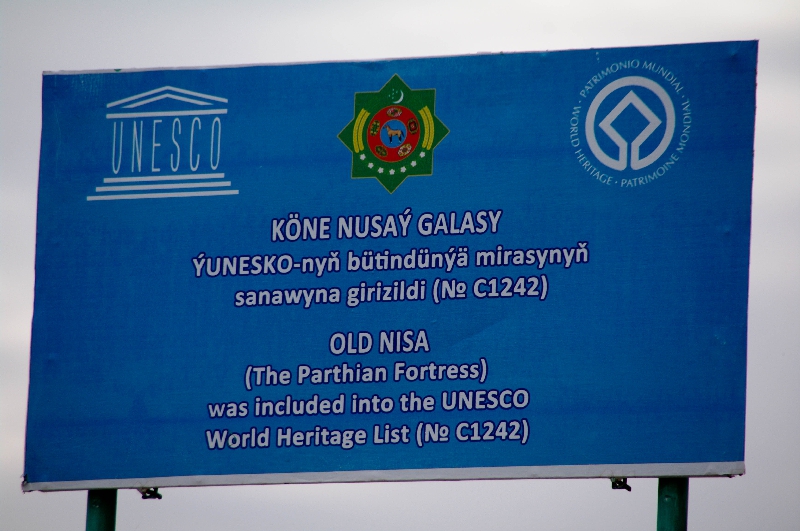 UNESCO
PATRIMONIO MUNDIAL · WORLD HERITAGE · PATRIMOINE MONDIAL ·
KÖNE NUSAÝ GALASY
ÝUNESKO-nyň bütindünýä mirasynyň
sanawyna girizildi (№ C1242)
OLD NISA
(The Parthian Fortress)
was included into the UNESCO
World Heritage List (№ C1242)